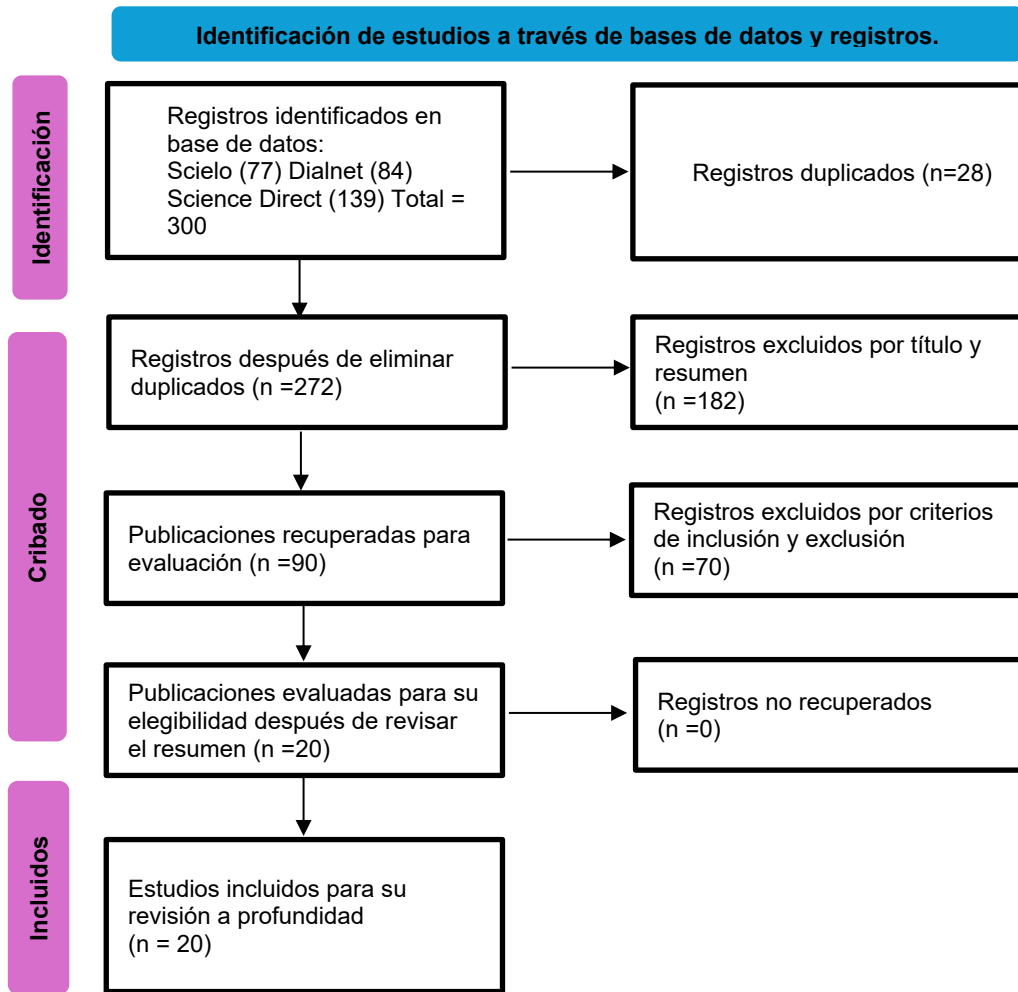 Identificación de estudios a través de bases de datos y registros.
Identificación
Registros identificados en
base de datos:
Scielo (77) Dialnet (84)
Science Direct (139) Total =
300
Registros duplicados (n=28)
Cribado
Registros después de eliminar
duplicados (n =272)
Registros excluidos por título y
resumen
(n =182)
Publicaciones recuperadas para
evaluación (n =90)
Registros excluidos por criterios
de inclusión y exclusión
(n =70)
Publicaciones evaluadas para su
elegibilidad después de revisar
el resumen (n =20)
Registros no recuperados
(n =0)
Incluidos
Estudios incluidos para su
revisión a profundidad
(n = 20)